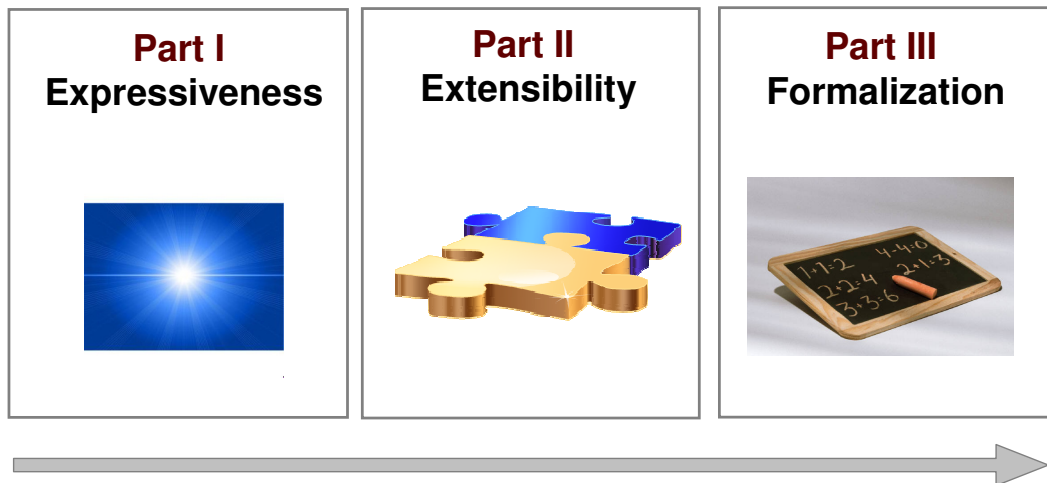 Part I
Expressiveness
Part II
Extensibility
Part III
Formalization
1+1=2
4-4=0
2+2=4
2+1=3
3+3=6